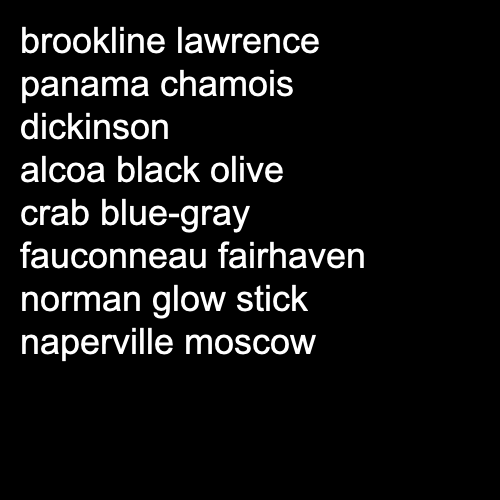 brookline lawrence
panama chamois
dickinson
alcoa black olive
crab blue-gray
fauconneau fairhaven
norman glow stick
naperville moscow